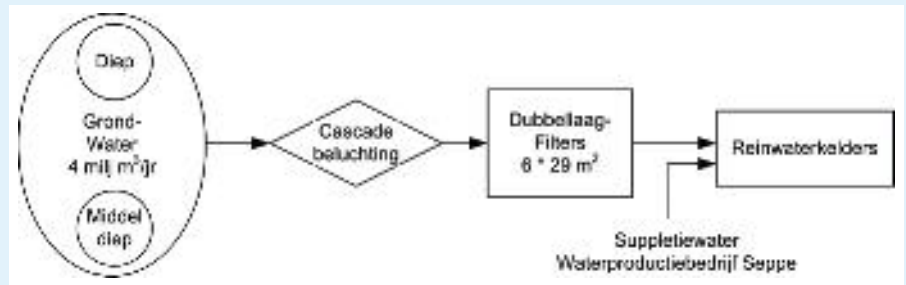 Diep
Grond-
Water
4 milj m³/jr
Middel
diep
Cascade
beluchting
Dubbellaag-
Filters
6 * 29 m²
Reinwaterkelders
Suppletiewater
Waterproductiebedrijf Seppe